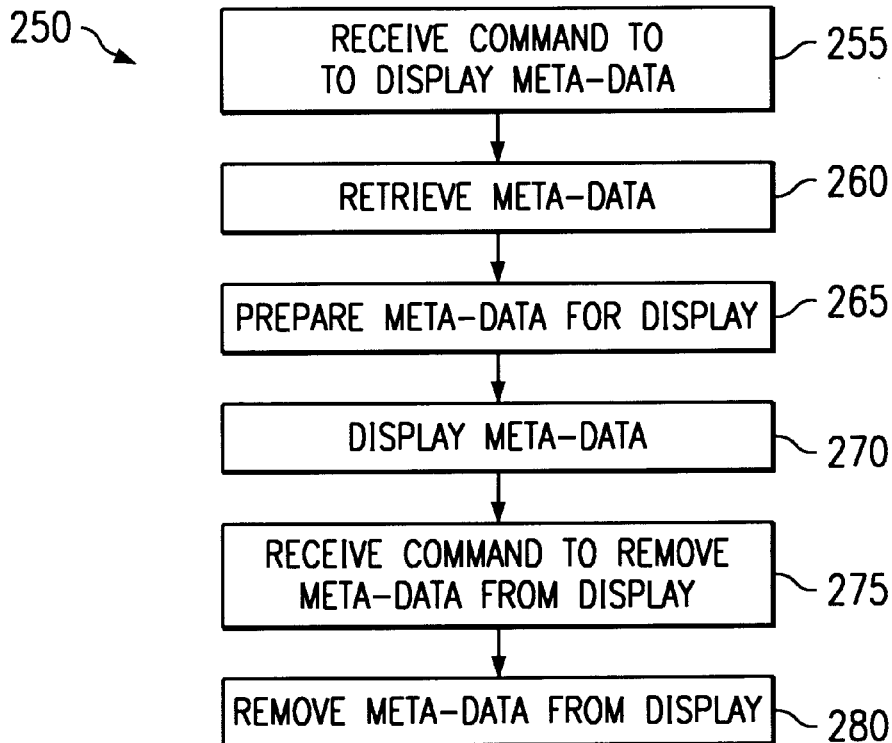 250
RECEIVE COMMAND TO
TO DISPLAY META-DATA
255
RETRIEVE META-DATA
260
PREPARE META-DATA FOR DISPLAY
265
DISPLAY META-DATA
270
RECEIVE COMMAND TO REMOVE
META-DATA FROM DISPLAY
275
REMOVE META-DATA FROM DISPLAY
280